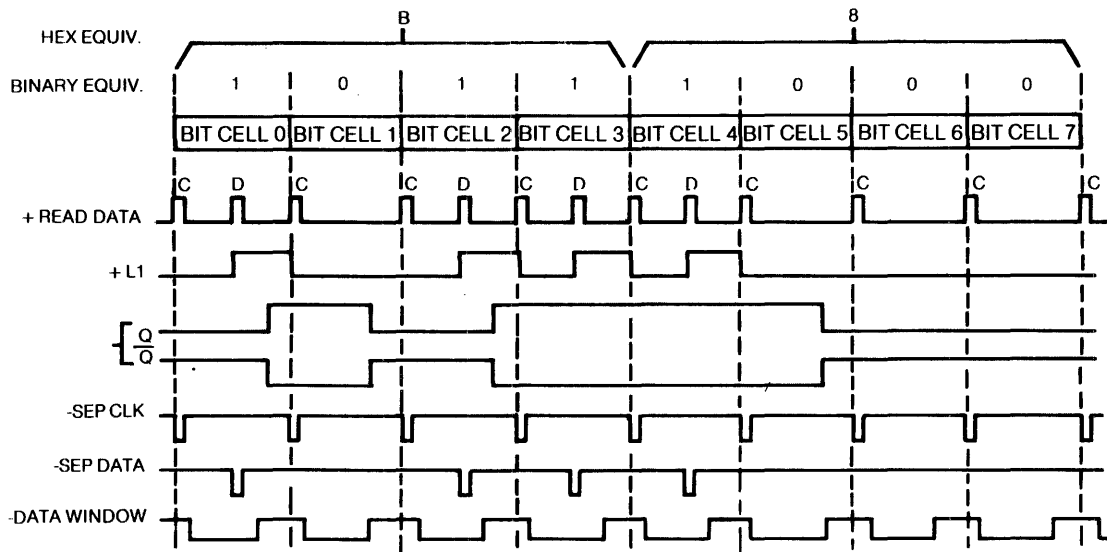 B 8
HEX EQUIV.
BINARY EQUIV. 1 0 1 1 1 0 0 0
BIT CELL 0 BIT CELL 1 BIT CELL 2 BIT CELL 3 BIT CELL 4 BIT CELL 5 BIT CELL 6 BIT CELL 7
C D C C D C D C D C C C C
+ READ DATA
+ L1
Q
Q
-SEP CLK
-SEP DATA
-DATA WINDOW